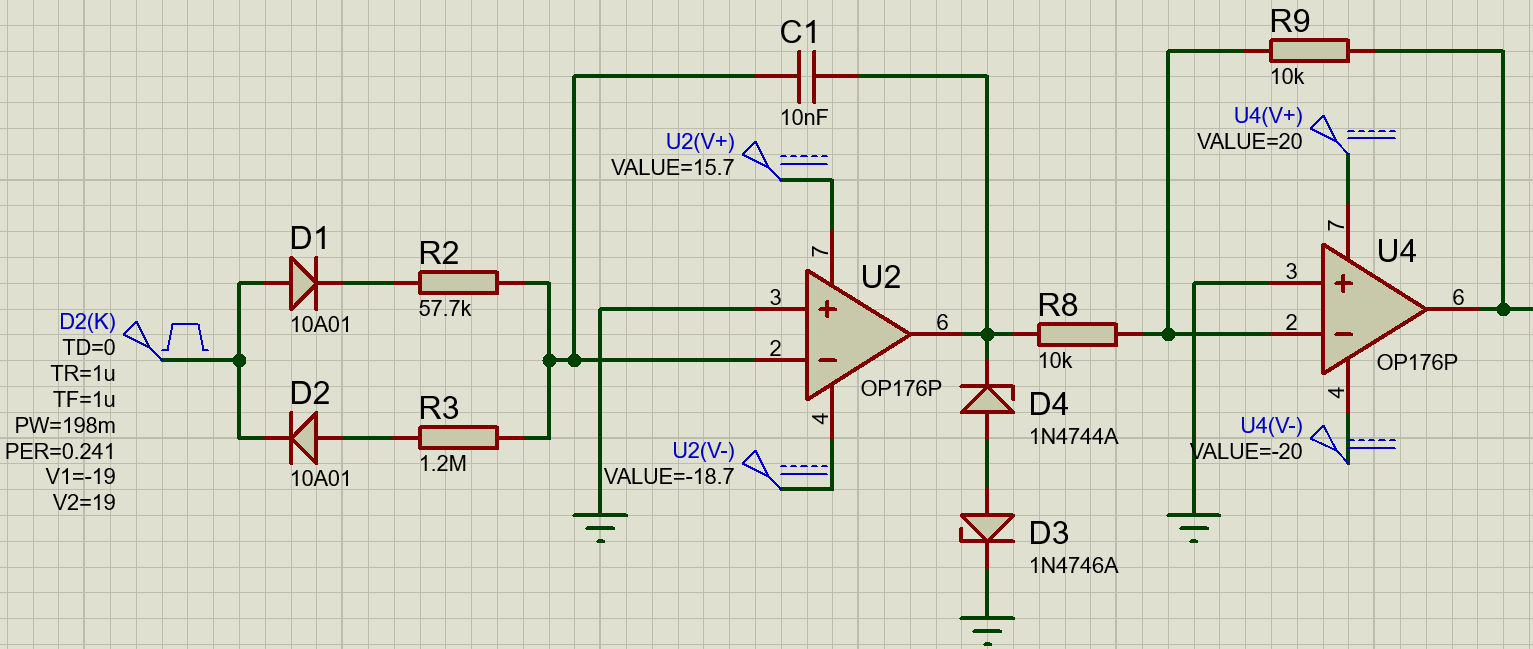 C1
10nF
R9
10k
U2(V+)
VALUE=15.7
U4(V+)
VALUE=20
D1
10A01
R2
57.7k
7
U2
3
2
6
4
OP176P
7
U4
3
2
6
4
OP176P
R8
10k
D2(K)
TD=0
TR=1u
TF=1u
PW=198m
PER=0.241
V1=-19
V2=19
D2
10A01
R3
1.2M
U2(V-)
VALUE=-18.7
D4
1N4744A
U4(V-)
VALUE=-20
D3
1N4746A